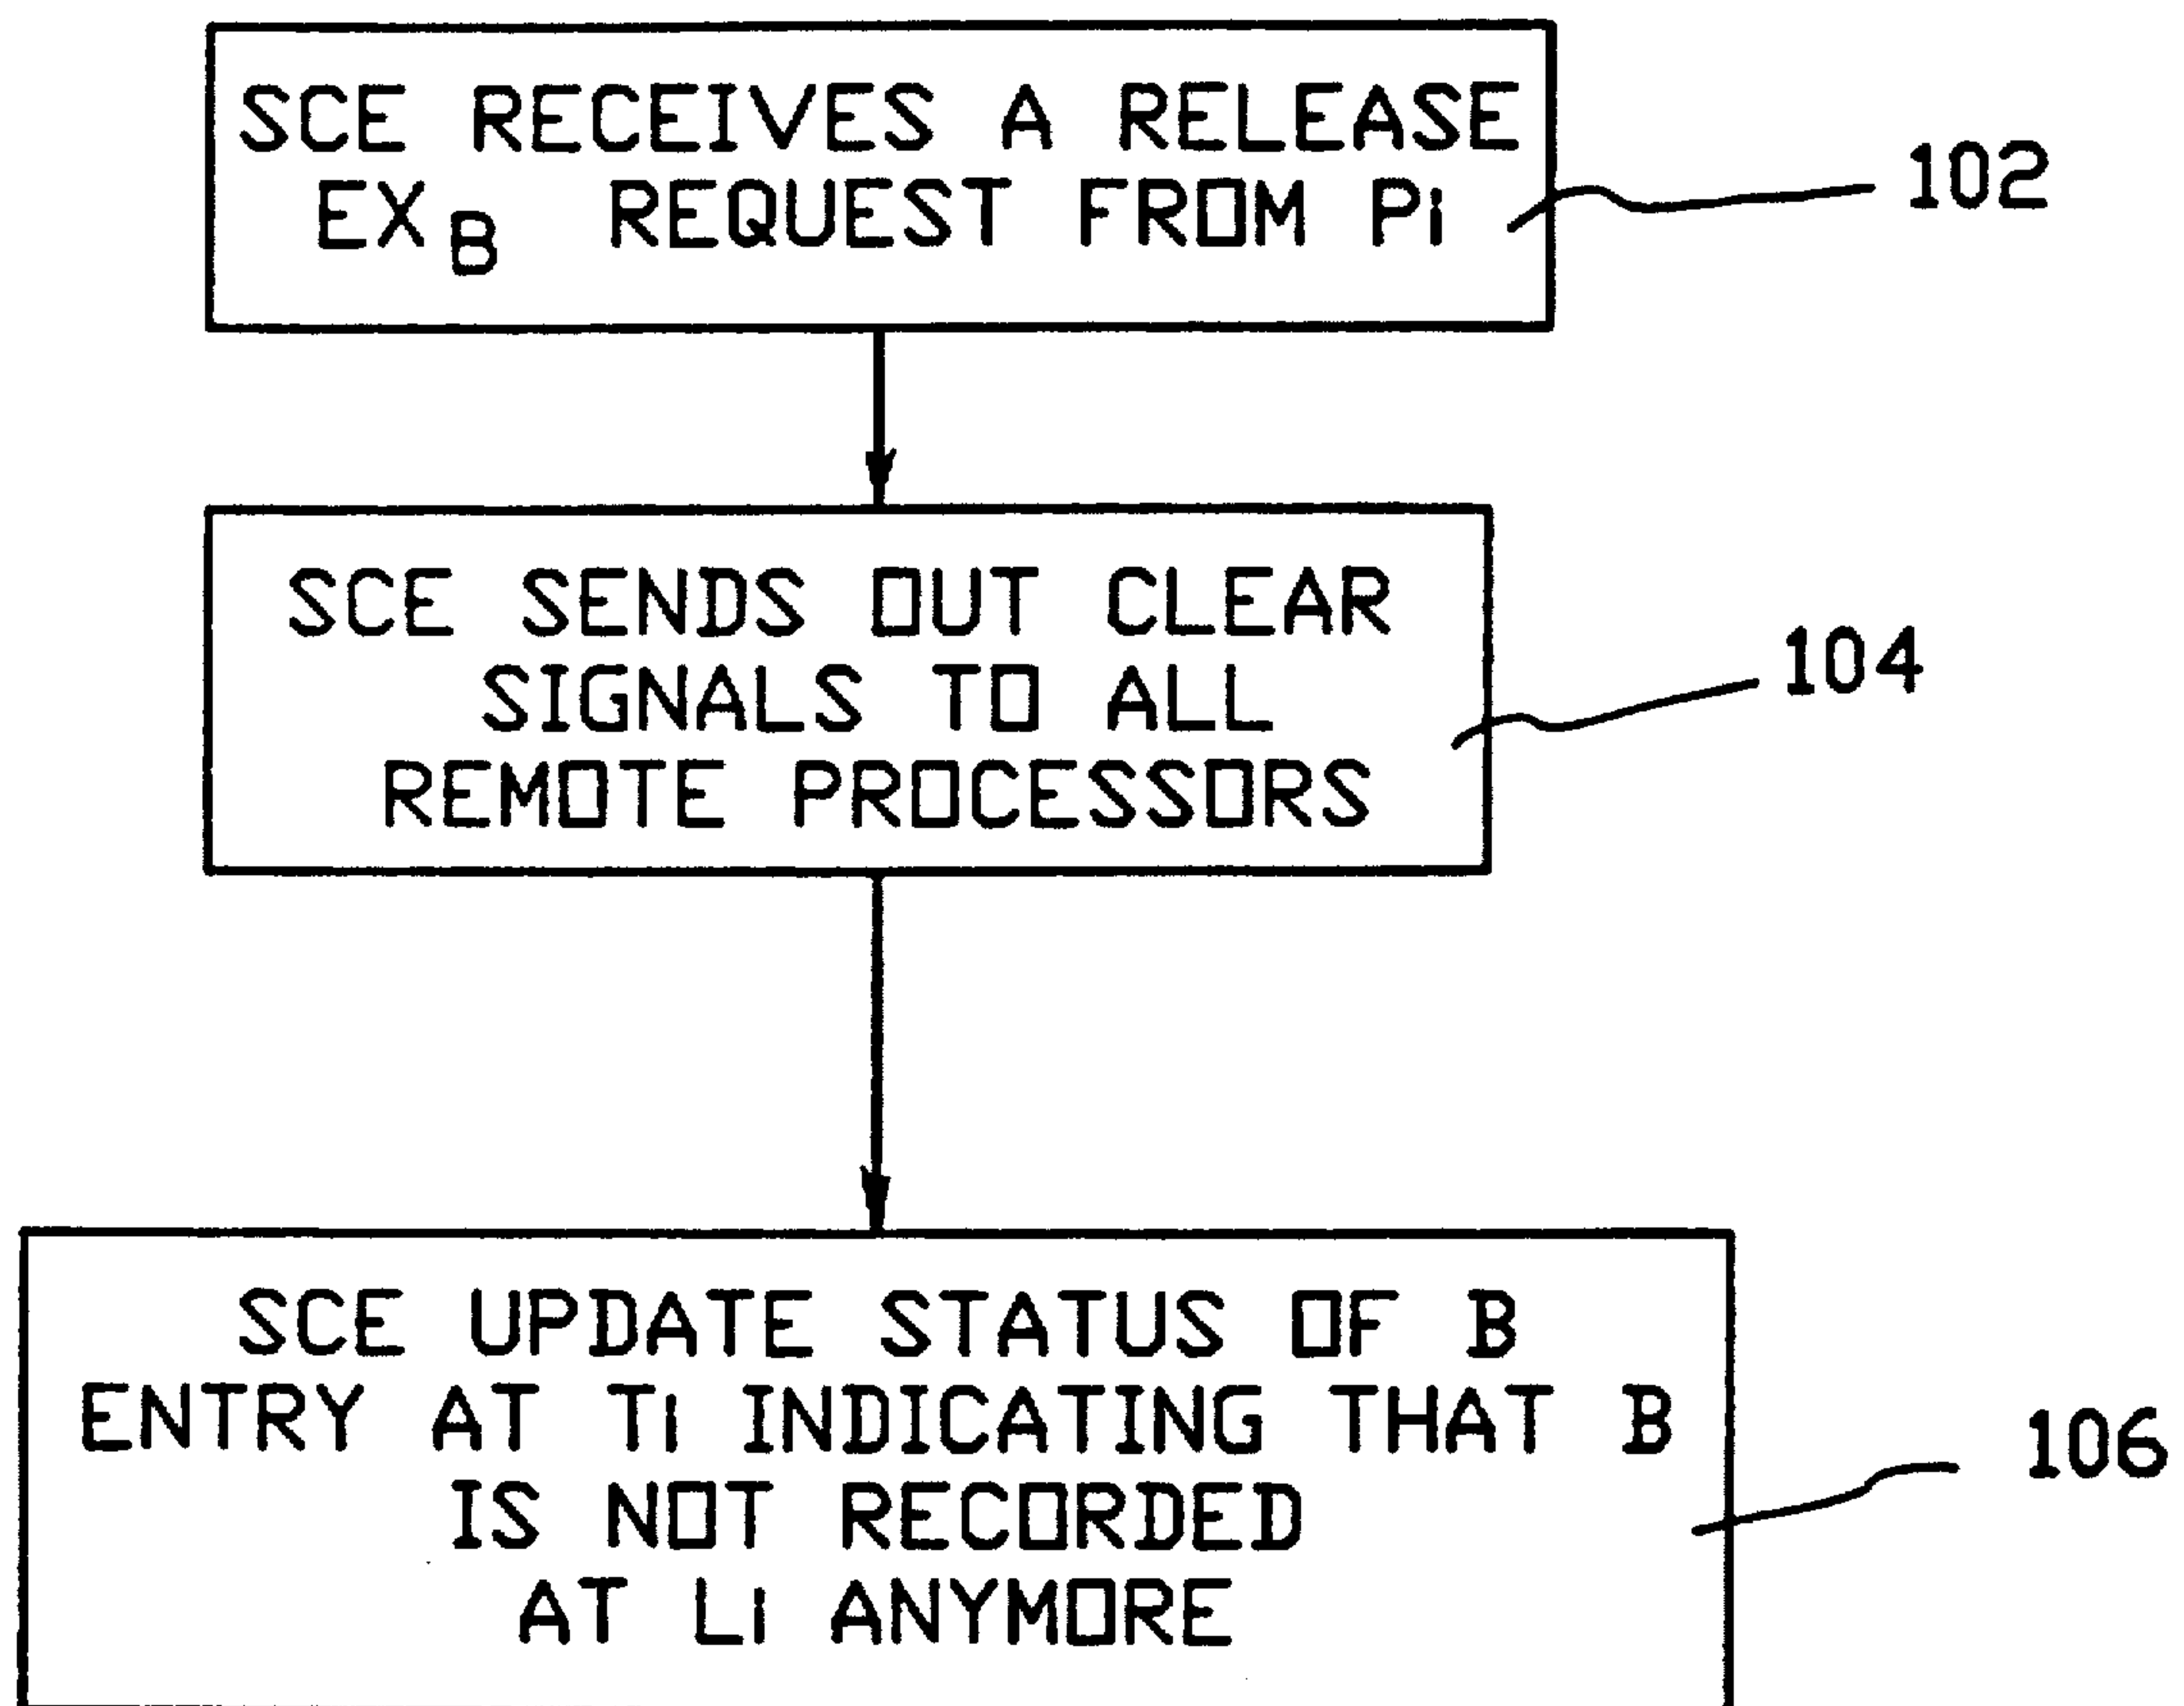 SCE RECEIVES A RELEASE
EX_B REQUEST FROM Pi
102
SCE SENDS OUT CLEAR
SIGNALS TO ALL
REMOTE PROCESSORS
104
SCE UPDATE STATUS OF B
ENTRY AT Ti INDICATING THAT B
IS NOT RECORDED
AT Li ANYMORE
106